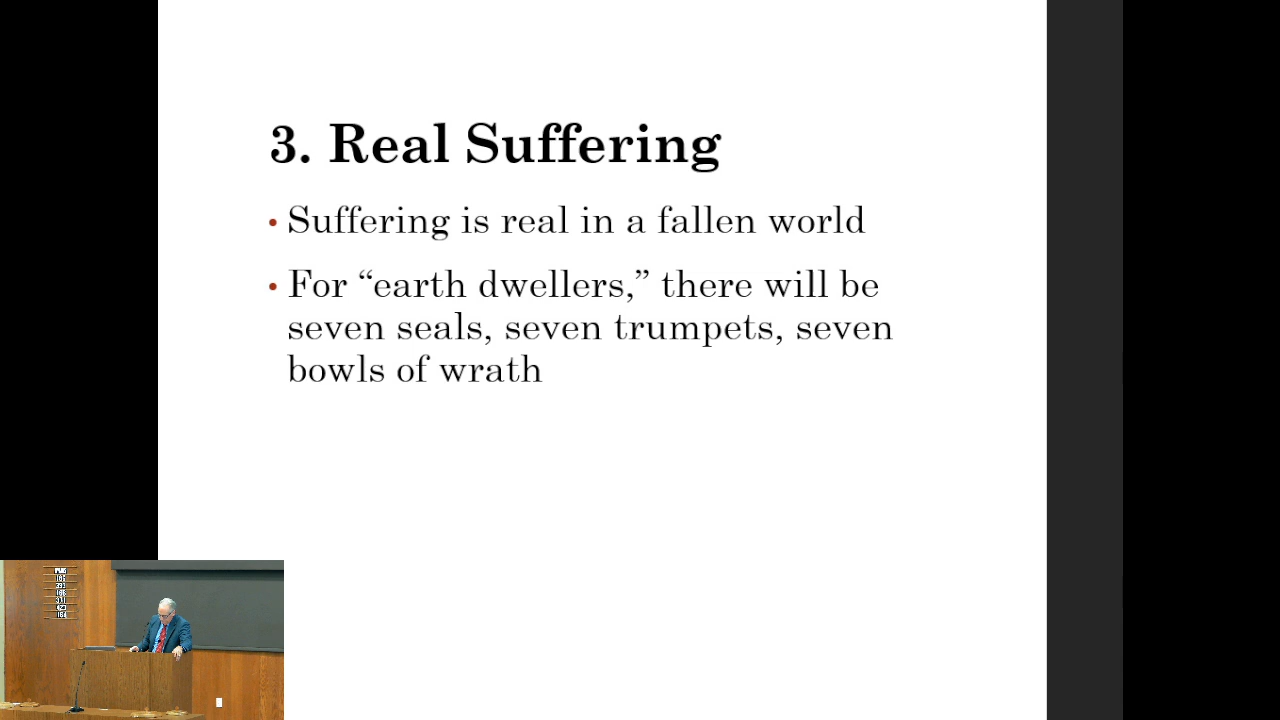 3. Real Suffering
• Suffering is real in a fallen world
• For “earth dwellers,” there will be
seven seals, seven trumpets, seven
bowls of wrath